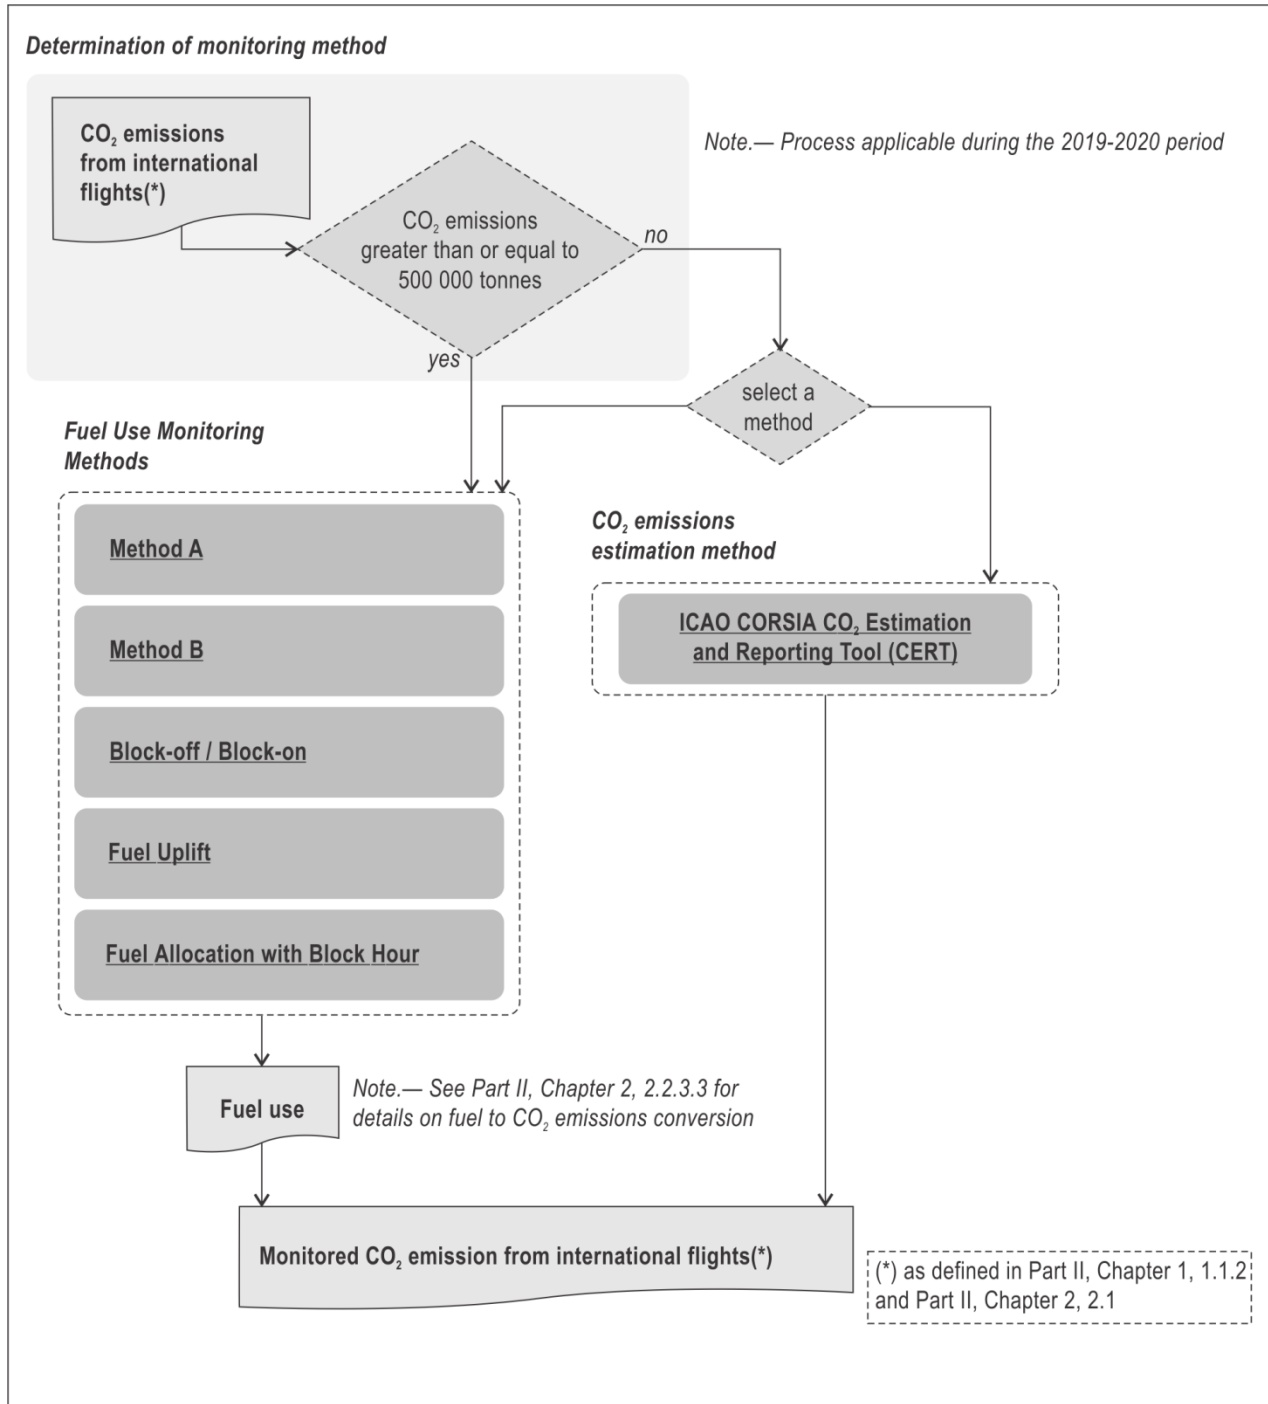 Determination of monitoring method
CO₂ emissions
from international
flights(*)
Note.— Process applicable during the 2019-2020 period
CO₂ emissions
greater than or equal to
500 000 tonnes
no
yes
select a
method
Fuel Use Monitoring
Methods
Method A
Method B
Block-off / Block-on
Fuel Uplift
Fuel Allocation with Block Hour
CO₂ emissions
estimation method
ICAO CORSIA CO₂ Estimation
and Reporting Tool (CERT)
Fuel use
Note.— See Part II, Chapter 2, 2.2.3.3 for
details on fuel to CO₂ emissions conversion
Monitored CO₂ emission from international flights(*)
(*) as defined in Part II, Chapter 1, 1.1.2
and Part II, Chapter 2, 2.1